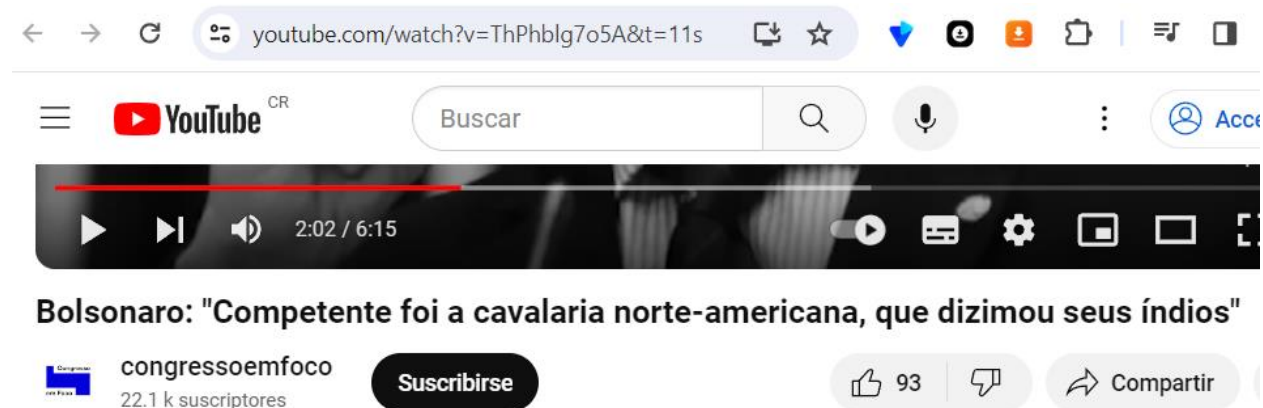 youtube.com/watch?v=ThPhblg7o5A&t=11s
YouTube CR
Buscar
Acce
2:02 / 6:15
Bolsonaro: "Competente foi a cavalaria norte-americana, que dizimou seus índios"
congressoemfoco
Suscribirse
93
Compartir
22.1 k suscriptores